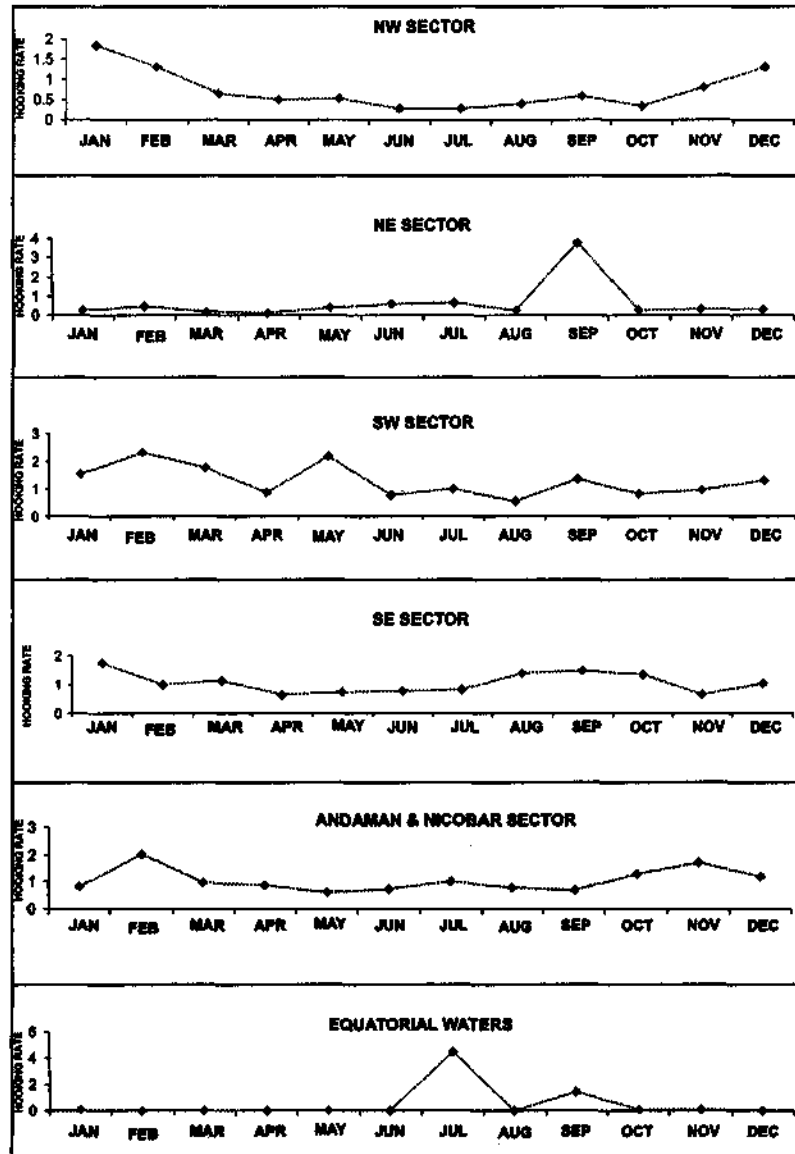 NW SECTOR
HOOKING RATE
2
1.5
1
0.5
0
JAN FEB MAR APR MAY JUN JUL AUG SEP OCT NOV DEC
NE SECTOR
HOOKING RATE
4
3
2
1
0
JAN FEB MAR APR MAY JUN JUL AUG SEP OCT NOV DEC
SW SECTOR
HOOKING RATE
3
2
1
0
JAN FEB MAR APR MAY JUN JUL AUG SEP OCT NOV DEC
SE SECTOR
HOOKING RATE
2
1
0
JAN FEB MAR APR MAY JUN JUL AUG SEP OCT NOV DEC
ANDAMAN & NICOBAR SECTOR
HOOKING RATE
3
2
1
0
JAN FEB MAR APR MAY JUN JUL AUG SEP OCT NOV DEC
EQUATORIAL WATERS
HOOKING RATE
6
4
2
0
JAN FEB MAR APR MAY JUN JUL AUG SEP OCT NOV DEC